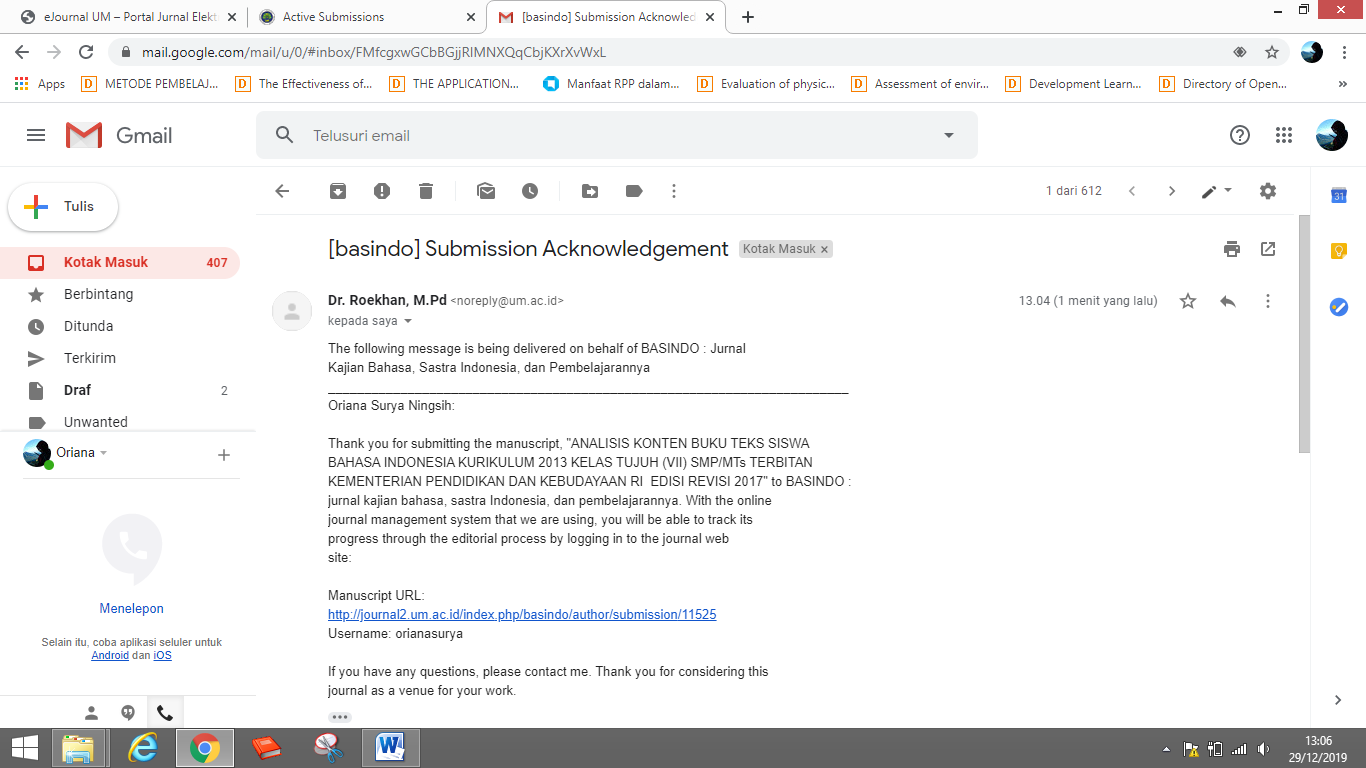 eJournal UM – Portal Jurnal Elekt
Active Submissions
[basindo] Submission Acknowled
mail.google.com/mail/u/0/#inbox/FMfcgxwGCbBGjjRlMNXQqCbjKXrXvWxL
Apps
METODE PEMBELAJ...
The Effectiveness of...
THE APPLICATION...
Manfaat RPP dalam...
Evaluation of physic...
Assessment of envir...
Development Learn...
Directory of Open...
Gmail
Telusuri email
Tulis
1 dari 612
31
Kotak Masuk 407
Berbintang
Ditunda
Terkirim
Draf 2
Unwanted
Oriana
Menelepon
Selain itu, coba aplikasi seluler untuk
Android dan iOS
[basindo] Submission Acknowledgement Kotak Masuk x
Dr. Roekhan, M.Pd <noreply@um.ac.id> 13.04 (1 menit yang lalu)
kepada saya
The following message is being delivered on behalf of BASINDO : Jurnal
Kajian Bahasa, Sastra Indonesia, dan Pembelajarannya
Oriana Surya Ningsih:
Thank you for submitting the manuscript, "ANALISIS KONTEN BUKU TEKS SISWA
BAHASA INDONESIA KURIKULUM 2013 KELAS TUJUH (VII) SMP/MTs TERBITAN
KEMENTERIAN PENDIDIKAN DAN KEBUDAYAAN RI  EDISI REVISI 2017" to BASINDO :
jurnal kajian bahasa, sastra Indonesia, dan pembelajarannya. With the online
journal management system that we are using, you will be able to track its
progress through the editorial process by logging in to the journal web
site:
Manuscript URL:
http://journal2.um.ac.id/index.php/basindo/author/submission/11525
Username: orianasurya
If you have any questions, please contact me. Thank you for considering this
journal as a venue for your work.
13:06
29/12/2019